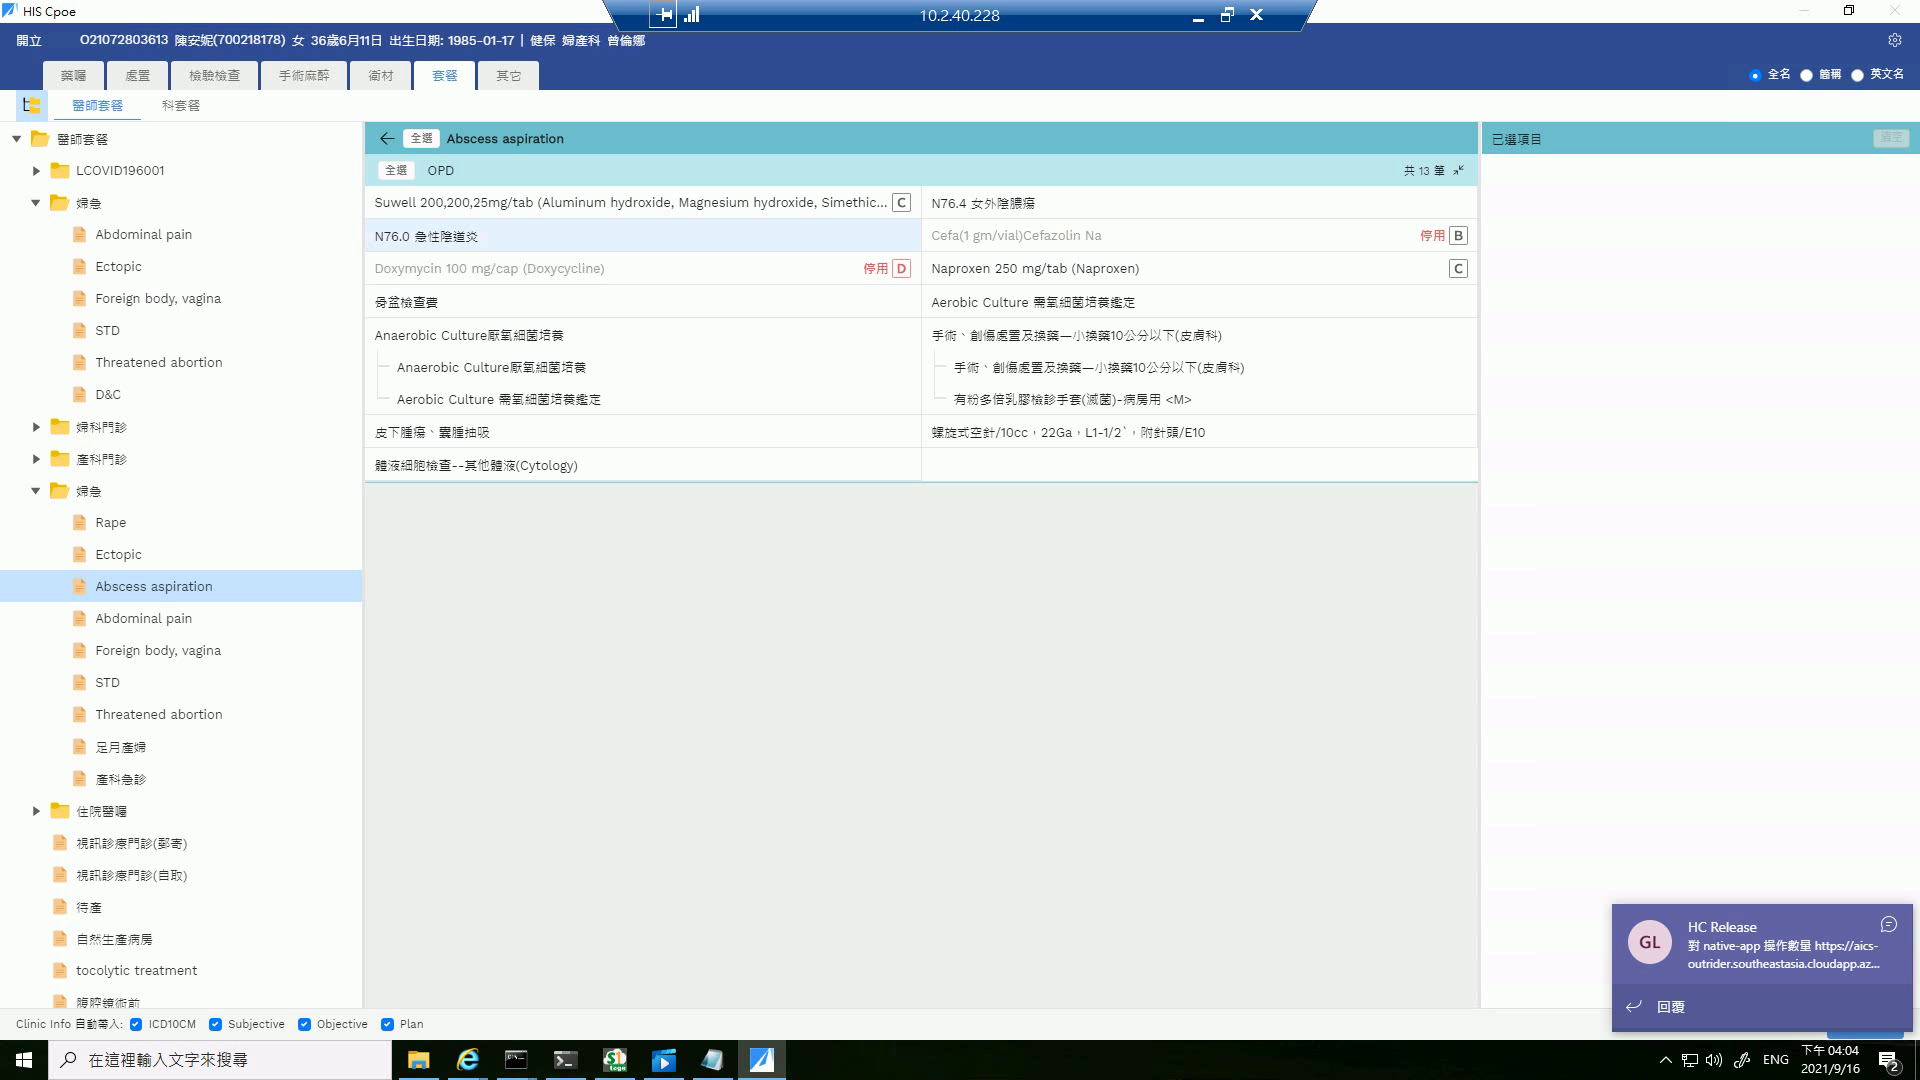 HIS Cpoe
10.2.40.228
開立 O21072803613 陳安妮(700218178) 女 36歲6月11日 出生日期: 1985-01-17 | 健保 婦產科 曾倫娜
藥囑 處置 檢驗檢查 手術麻醉 衛材 套餐 其它
全名 簡稱 英文名
醫師套餐 科套餐
醫師套餐
LCOVID196001
婦急
Abdominal pain
Ectopic
Foreign body, vagina
STD
Threatened abortion
D&C
婦科門診
產科門診
婦急
Rape
Ectopic
Abscess aspiration
Abdominal pain
Foreign body, vagina
STD
Threatened abortion
足月產婦
產科急診
住院醫囑
視訊診療門診(郵寄)
視訊診療門診(自取)
待產
自然生產病房
tocolytic treatment
腹腔鏡術前
全選 Abscess aspiration
全選 OPD 共 13 筆
Suwell 200,200,25mg/tab (Aluminum hydroxide, Magnesium hydroxide, Simethic... C
N76.4 女外陰膿瘍
N76.0 急性陰道炎
Cefa(1 gm/vial)Cefazolin Na 停用 B
Doxymycin 100 mg/cap (Doxycycline) 停用 D
Naproxen 250 mg/tab (Naproxen) C
骨盆檢查費
Aerobic Culture 需氧細菌培養鑑定
Anaerobic Culture厭氧細菌培養
手術、創傷處置及換藥—小換藥10公分以下(皮膚科)
Anaerobic Culture厭氧細菌培養
手術、創傷處置及換藥—小換藥10公分以下(皮膚科)
Aerobic Culture 需氧細菌培養鑑定
有粉多倍乳膠檢診手套(滅菌)-病房用 <M>
皮下腫瘍、囊腫抽吸
螺旋式空針/10cc，22Ga，L1-1/2`，附針頭/E10
體液細胞檢查--其他體液(Cytology)
已選項目 清空
GL
HC Release
對 native-app 操作數量 https://aics-
outrider.southeastasia.cloudapp.az...
回覆
Clinic Info 自動帶入: ICD10CM Subjective Objective Plan
在這裡輸入文字來搜尋
ENG
下午 04:04
2021/9/16
2